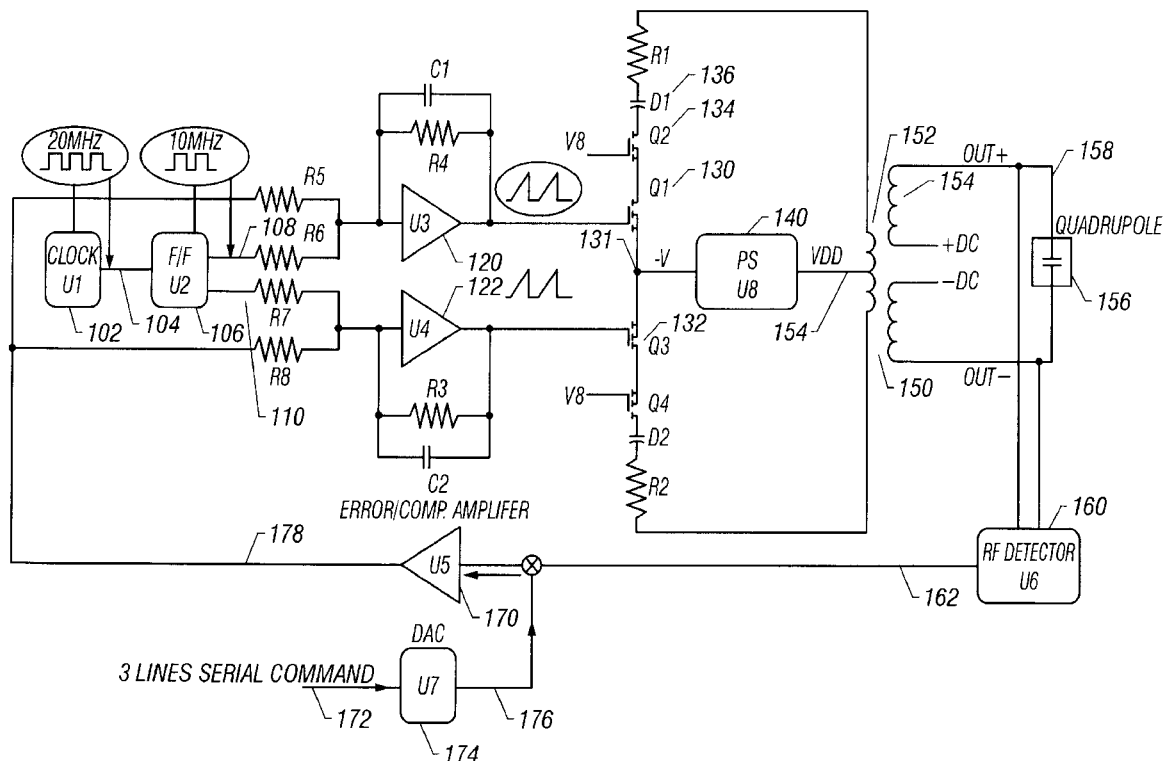 R1
C1
D1
136
Q2
134
20MHz
10MHz
V8
R4
152
OUT+
158
R5
Q1
130
154
QUADRUPOLE
108
R6
U3
131
140
CLOCK
U1
F/F
U2
120
-V
PS
U8
VDD
+DC
122
-DC
156
R7
U4
132
102
104
106
Q3
154
R8
150
OUT-
110
R3
V8
Q4
D2
C2
R2
ERROR/COMP. AMPLIFER
160
178
RF DETECTOR
U6
U5
170
162
DAC
3 LINES SERIAL COMMAND
U7
172
176
174